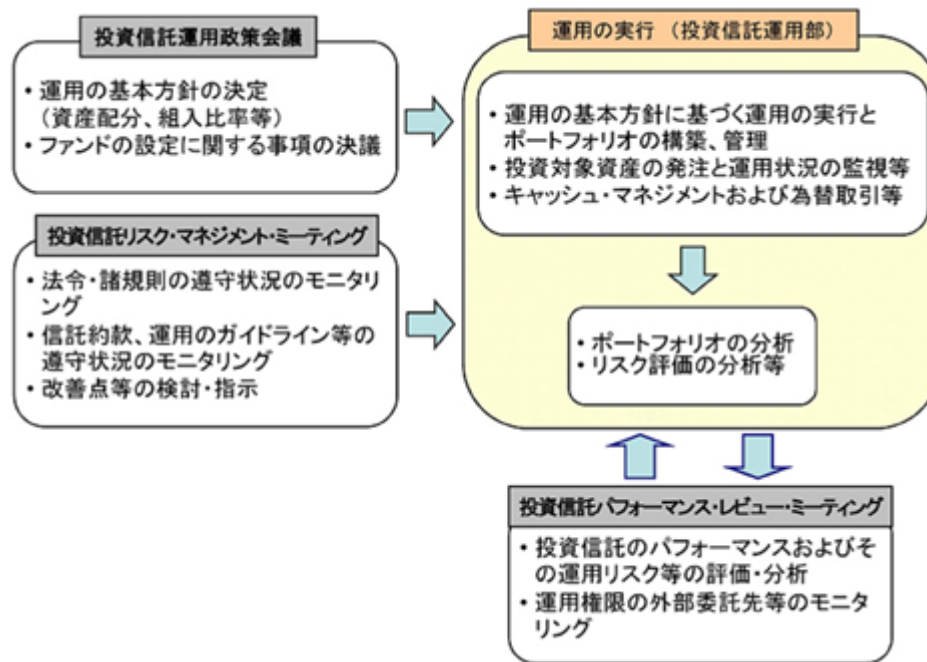 投資信託運用政策会議
・運用の基本方針の決定
（資産配分、組入比率等）
・ファンドの設定に関する事項の決議
投資信託リスク・マネジメント・ミーティング
・法令・諸規則の遵守状況のモニタリ
ング
・信託約款、運用のガイドライン等の
遵守状況のモニタリング
・改善点等の検討・指示
運用の実行 （投資信託運用部）
・運用の基本方針に基づく運用の実行と
ポートフォリオの構築、管理
・投資対象資産の発注と運用状況の監視等
・キャッシュ・マネジメントおよび為替取引等
・ポートフォリオの分析
・リスク評価の分析等
投資信託パフォーマンス・レビュー・ミーティング
・投資信託のパフォーマンスおよびそ
の運用リスク等の評価・分析
・運用権限の外部委託先等のモニタ
リング